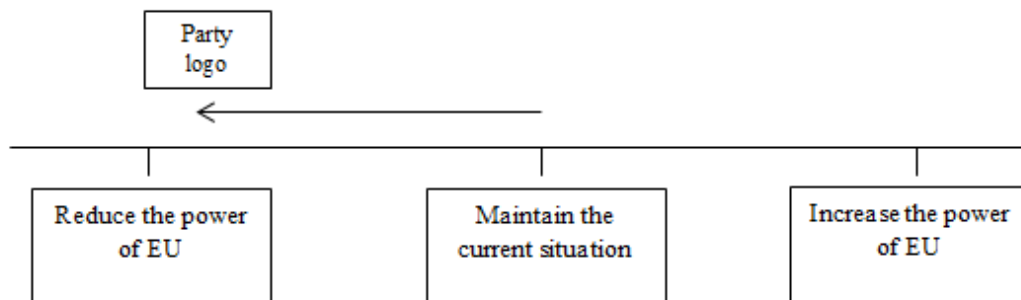 Party
logo
Reduce the power
of EU
Maintain the
current situation
Increase the power
of EU